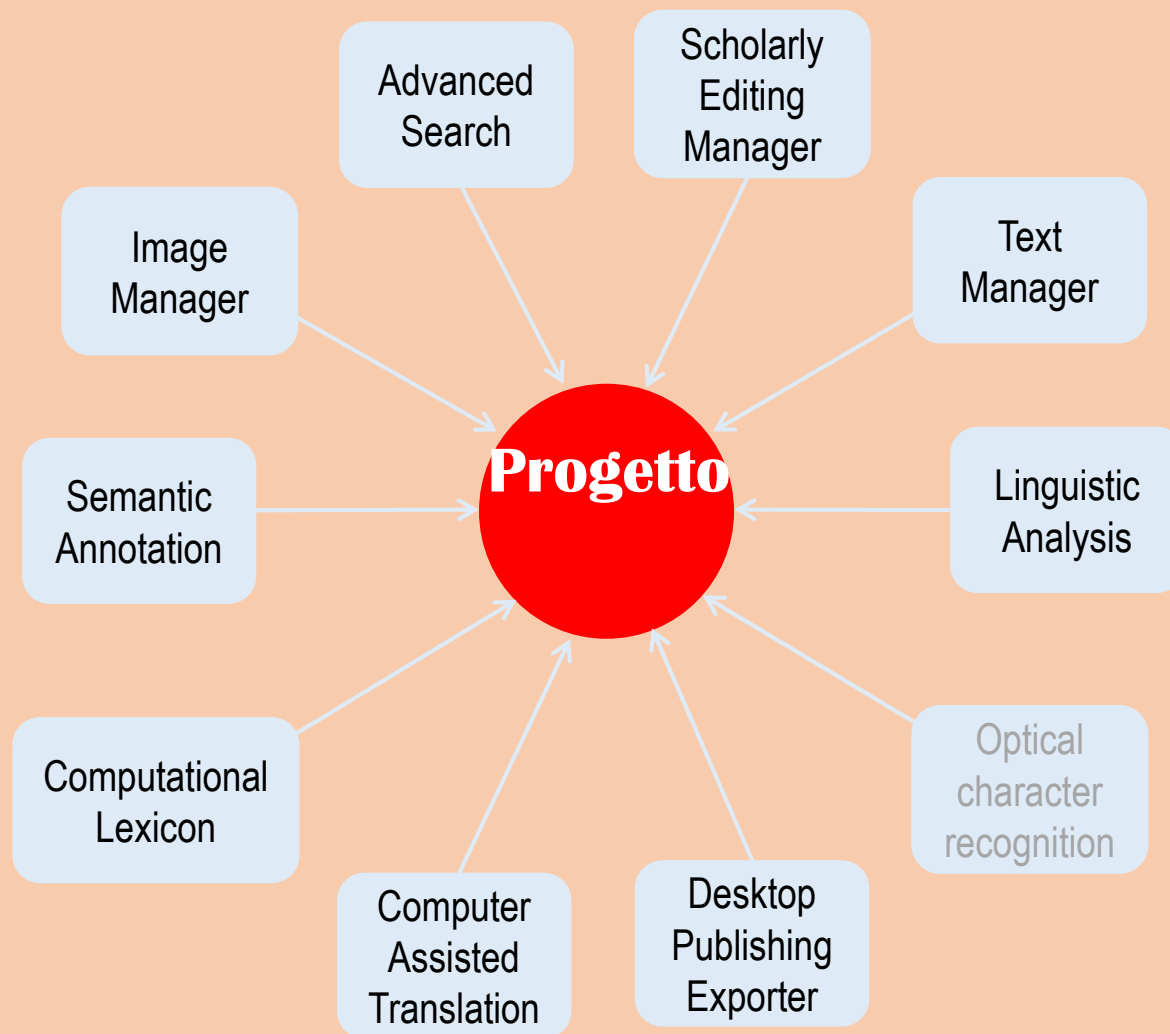 Advanced
Search
Scholarly
Editing
Manager
Image
Manager
Text
Manager
Progetto
Semantic
Annotation
Linguistic
Analysis
Computational
Lexicon
Optical
character
recognition
Computer
Assisted
Translation
Desktop
Publishing
Exporter